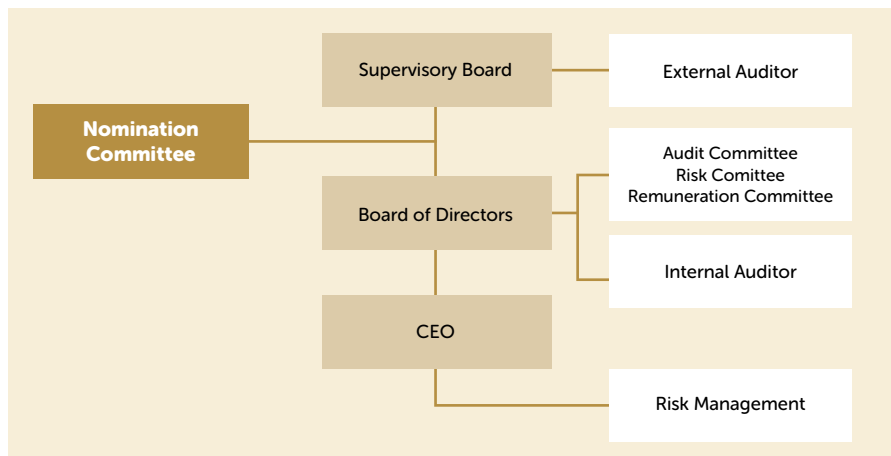 Supervisory Board
External Auditor
Nomination
Committee
Audit Committee
Risk Comittee
Remuneration Committee
Board of Directors
Internal Auditor
CEO
Risk Management